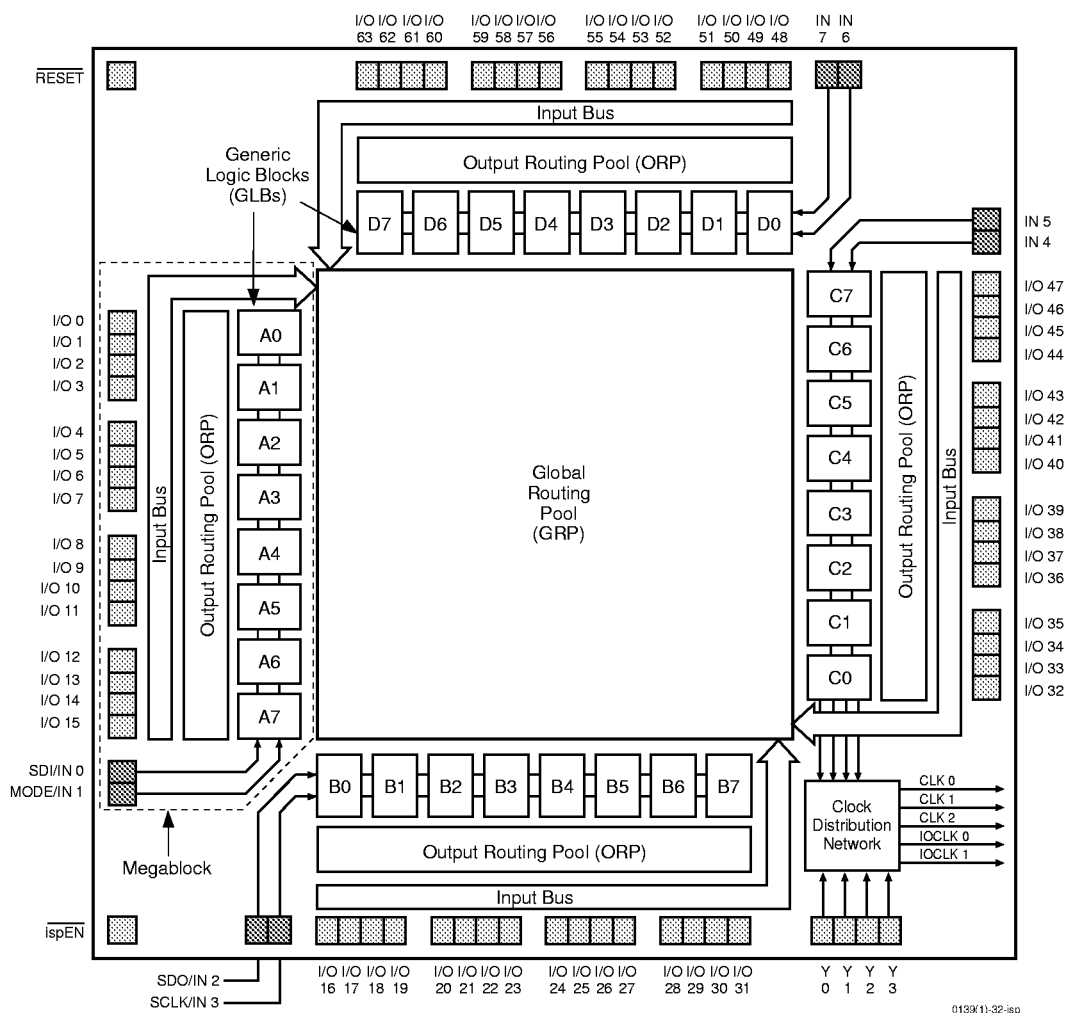 I/O I/O I/O I/O
63 62 61 60
I/O I/O I/O I/O
59 58 57 56
I/O I/O I/O I/O
55 54 53 52
I/O I/O I/O I/O
51 50 49 48
IN IN
7 6
RESET
Input Bus
Output Routing Pool (ORP)
Generic
Logic Blocks
(GLBs)
D7 D6 D5 D4 D3 D2 D1 D0
IN 5
IN 4
I/O 0
I/O 1
I/O 2
I/O 3
I/O 4
I/O 5
I/O 6
I/O 7
I/O 8
I/O 9
I/O 10
I/O 11
I/O 12
I/O 13
I/O 14
I/O 15
SDI/IN 0
MODE/IN 1
Input Bus
Output Routing Pool (ORP)
A0
A1
A2
A3
A4
A5
A6
A7
Megablock
Global
Routing
Pool
(GRP)
C7
C6
C5
C4
C3
C2
C1
C0
Output Routing Pool (ORP)
Input Bus
I/O 47
I/O 46
I/O 45
I/O 44
I/O 43
I/O 42
I/O 41
I/O 40
I/O 39
I/O 38
I/O 37
I/O 36
I/O 35
I/O 34
I/O 33
I/O 32
B0 B1 B2 B3 B4 B5 B6 B7
Output Routing Pool (ORP)
Input Bus
Clock
Distribution
Network
CLK 0
CLK 1
CLK 2
IOCLK 0
IOCLK 1
ispEN
SDO/IN 2
SCLK/IN 3
I/O I/O I/O I/O
16 17 18 19
I/O I/O I/O I/O
20 21 22 23
I/O I/O I/O I/O
24 25 26 27
I/O I/O I/O I/O
28 29 30 31
Y Y Y Y
0 1 2 3
0139(1)-32-isp